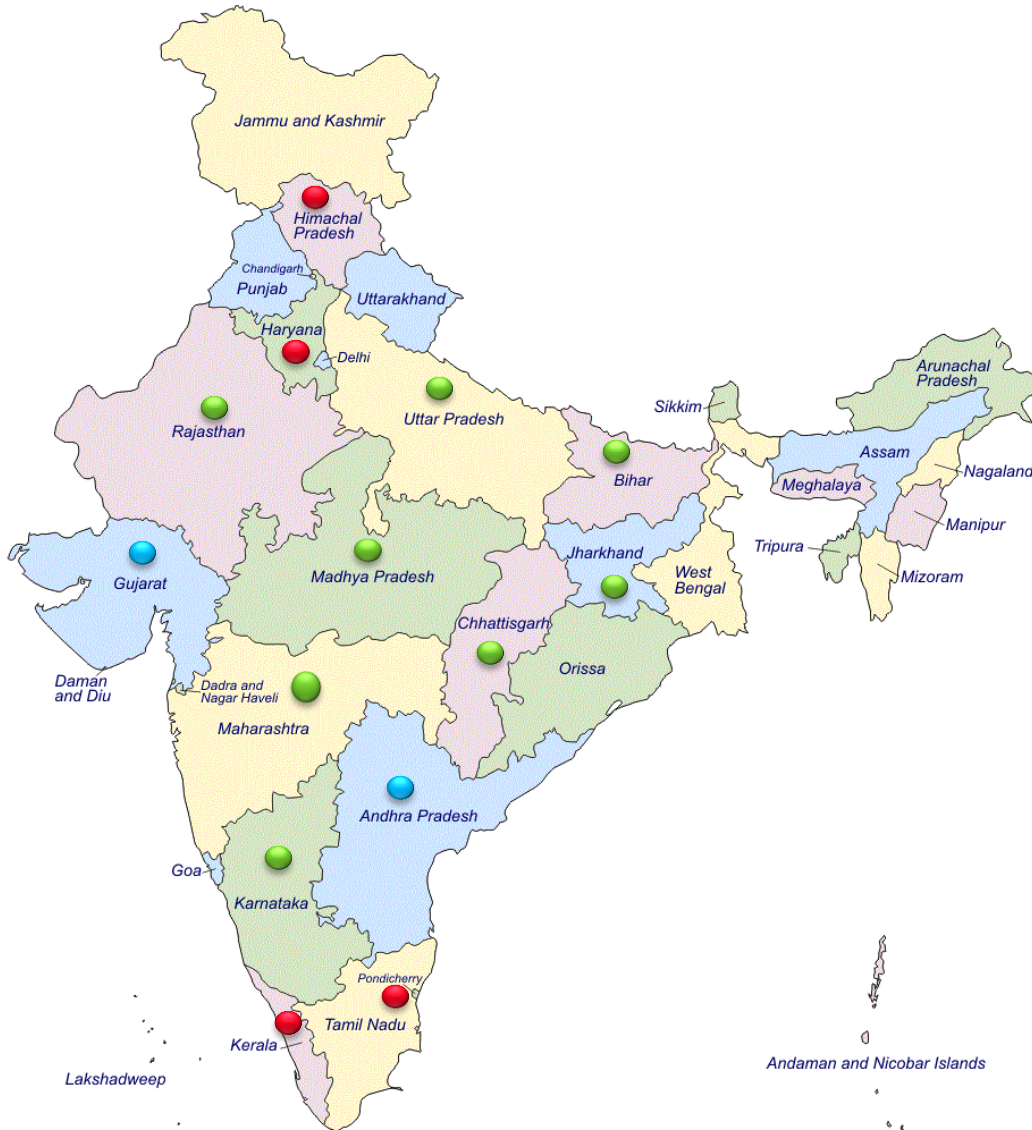 Jammu and Kashmir
Himachal
Pradesh
Chandigarh
Punjab
Uttarakhand
Haryana
Delhi
Rajasthan
Uttar Pradesh
Sikkim
Arunachal
Pradesh
Assam
Nagaland
Meghalaya
Manipur
Tripura
Mizoram
Bihar
Jharkhand
West
Bengal
Gujarat
Madhya Pradesh
Chhattisgarh
Orissa
Daman
and Diu
Dadra and
Nagar Haveli
Maharashtra
Andhra Pradesh
Goa
Karnataka
Pondicherry
Tamil Nadu
Kerala
Lakshadweep
Andaman and Nicobar Islands